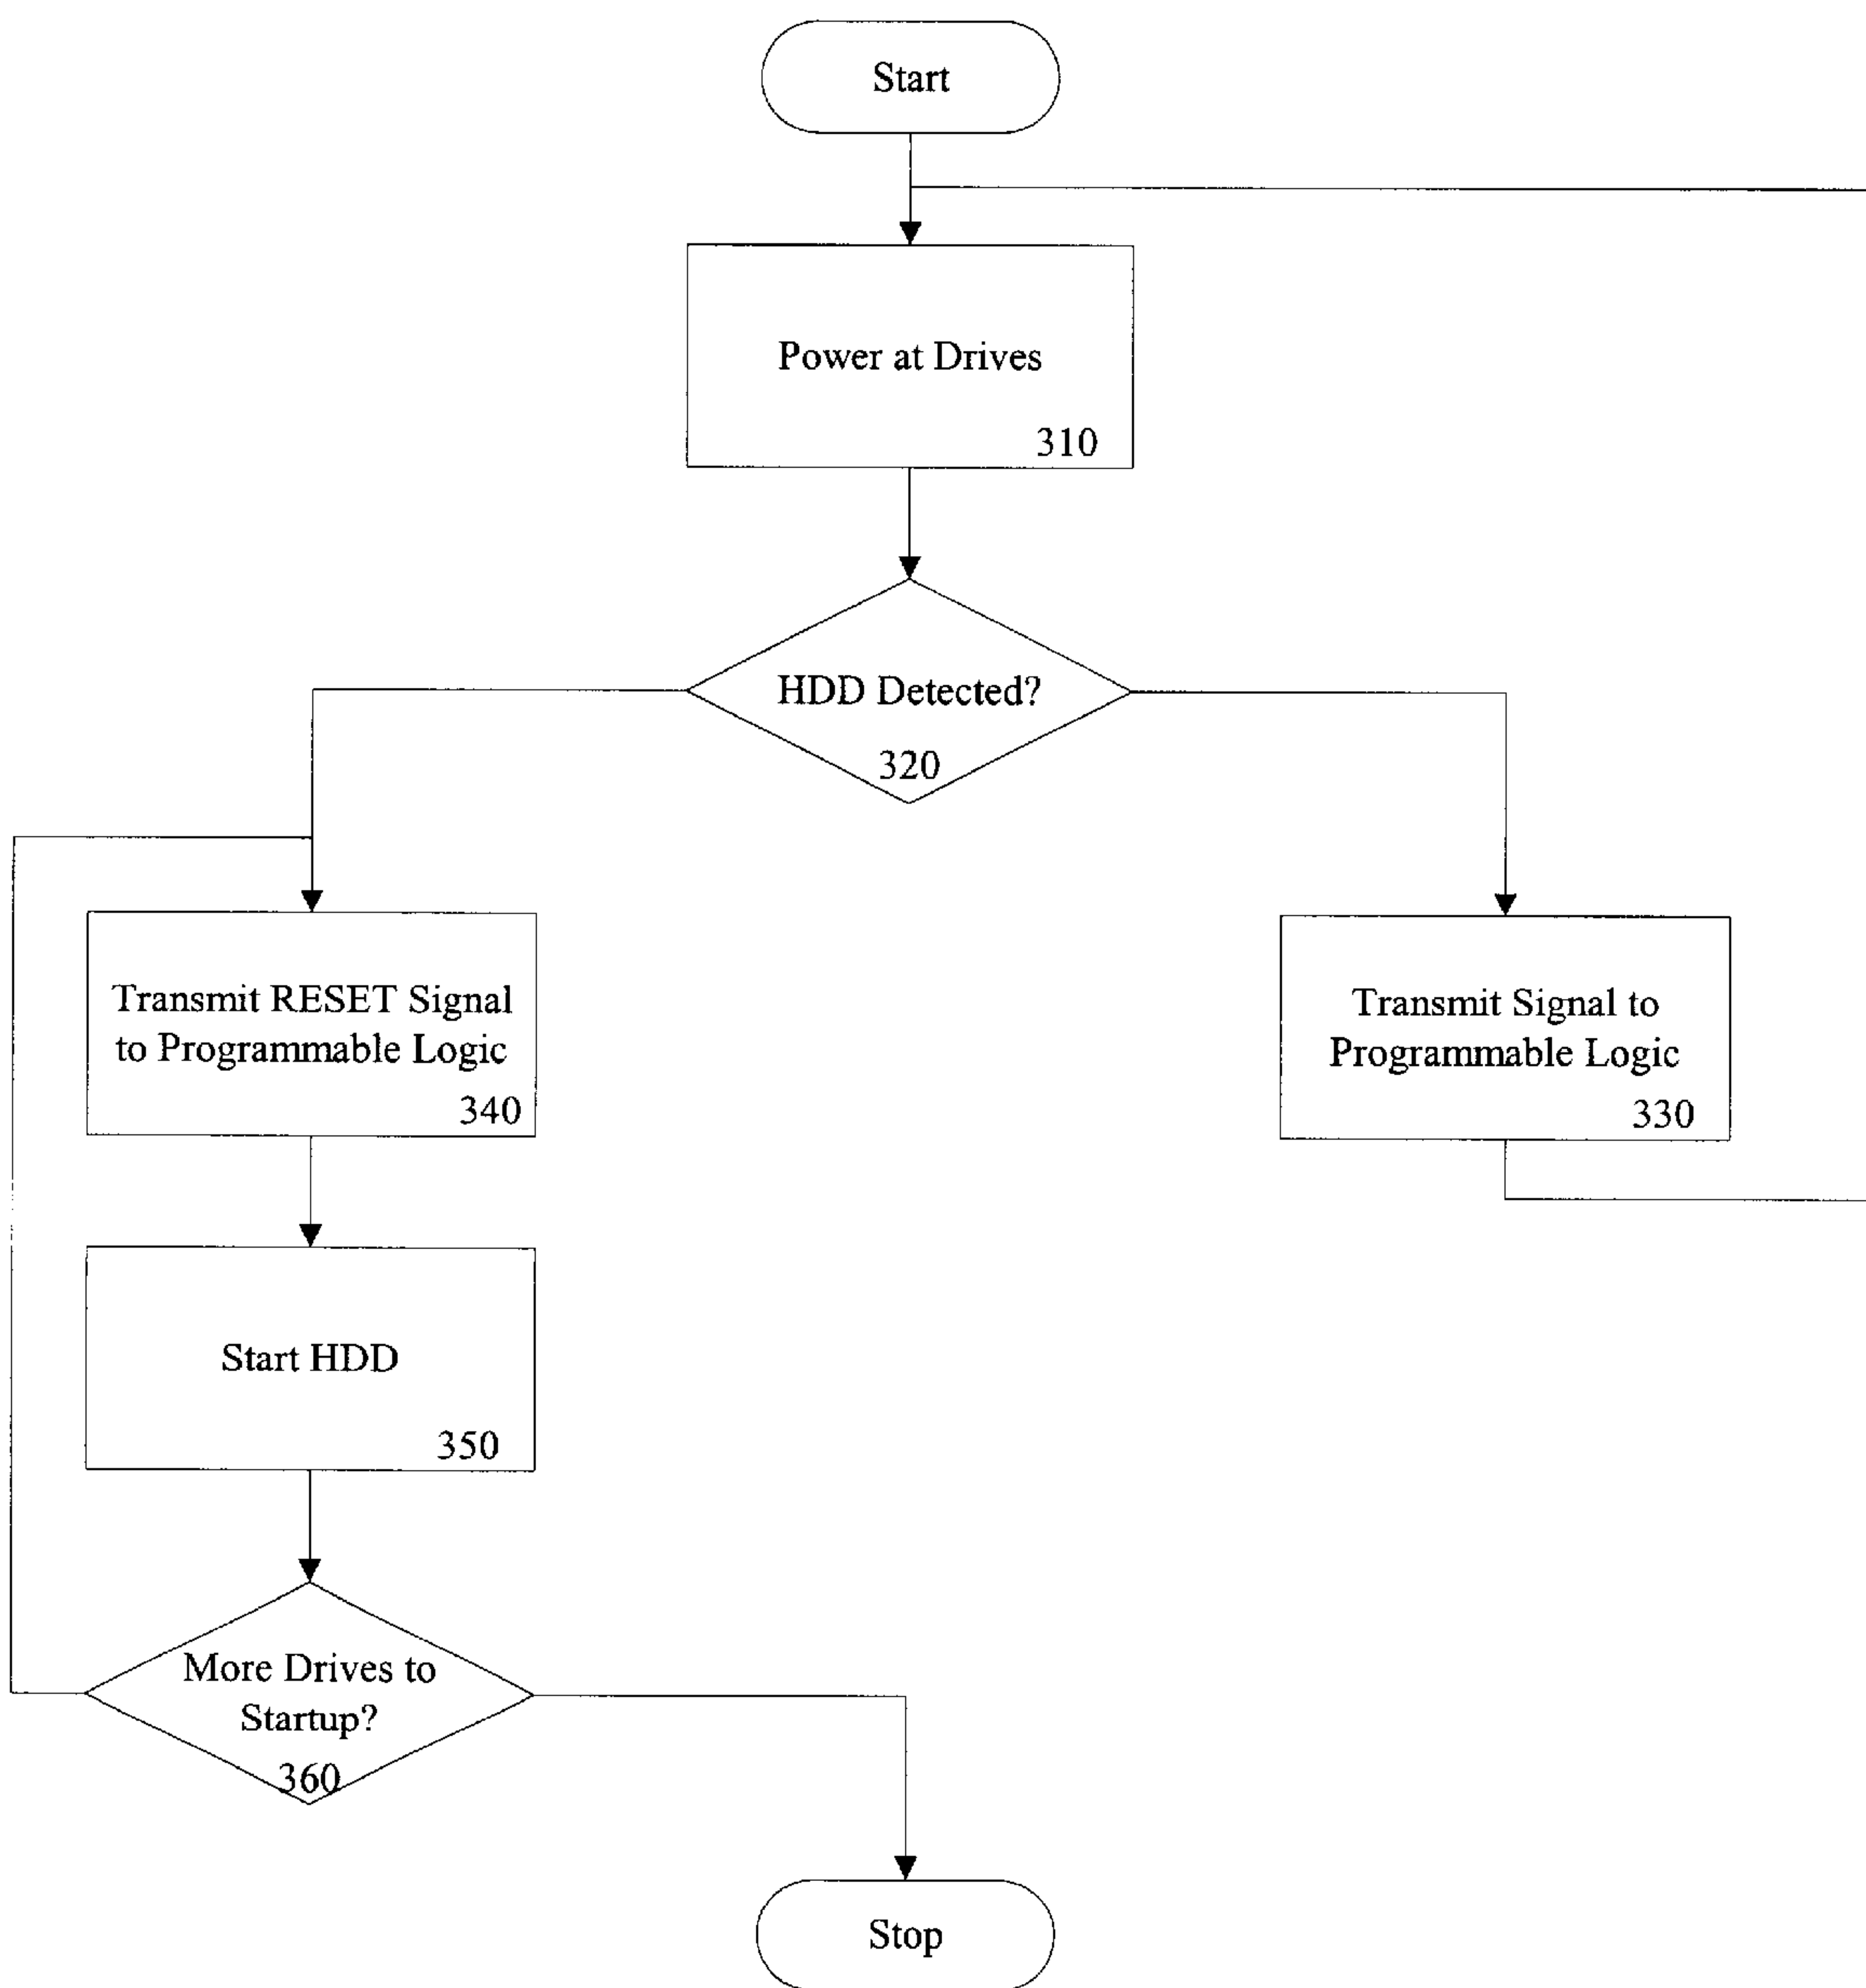 Start
Power at Drives
310
HDD Detected?
320
Transmit RESET Signal
to Programmable Logic
340
Transmit Signal to
Programmable Logic
330
Start HDD
350
More Drives to
Startup?
360
Stop